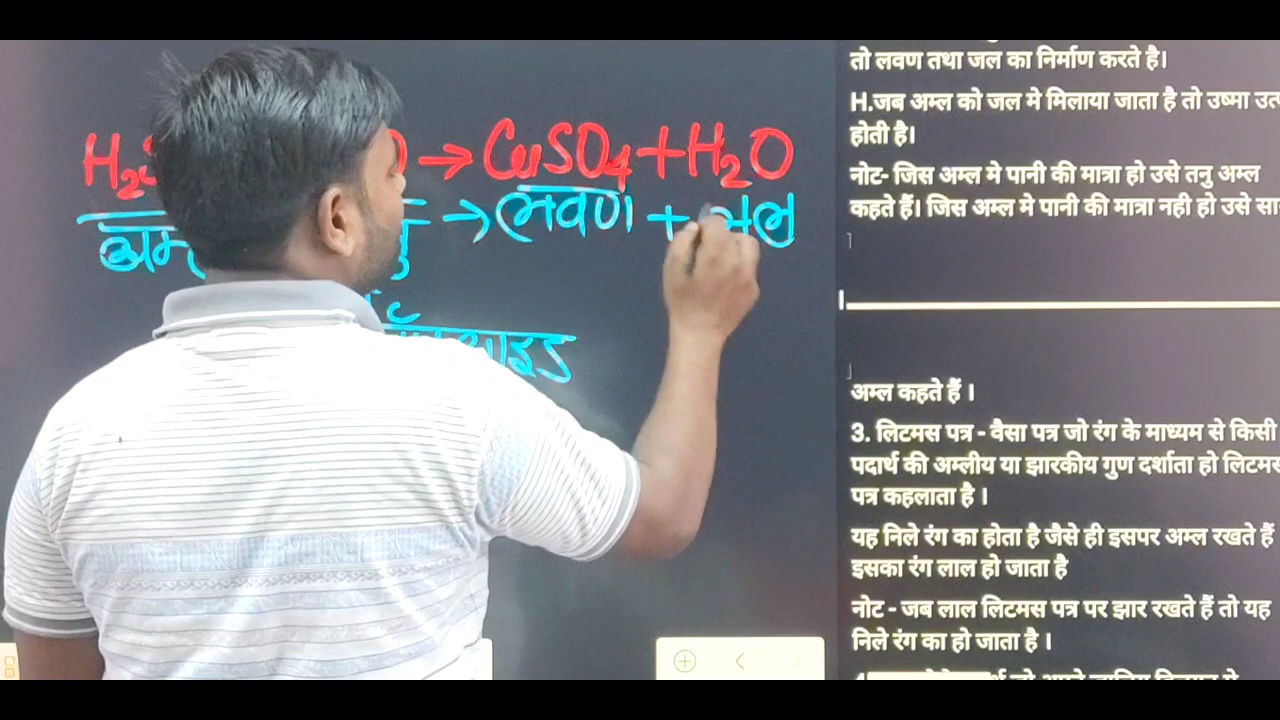 → CuSO₄ + H₂O
→ लवण + जल
तो लवण तथा जल का निर्माण करते है।
H.जब अम्ल को जल मे मिलाया जाता है तो उष्मा
होती है।
नोट- जिस अम्ल मे पानी की मात्रा हो उसे तनु अम्ल
कहते हैं। जिस अम्ल मे पानी की मात्रा नही हो उसे
अम्ल कहते हैं ।
3. लिटमस पत्र - वैसा पत्र जो रंग के माध्यम से किसी
पदार्थ की अम्लीय या झारकीय गुण दर्शाता हो
पत्र कहलाता है ।
यह निले रंग का होता है जैसे ही इसपर अम्ल रखते हैं
इसका रंग लाल हो जाता है
नोट - जब लाल लिटमस पत्र पर झार रखते हैं तो यह
निले रंग का हो जाता है ।